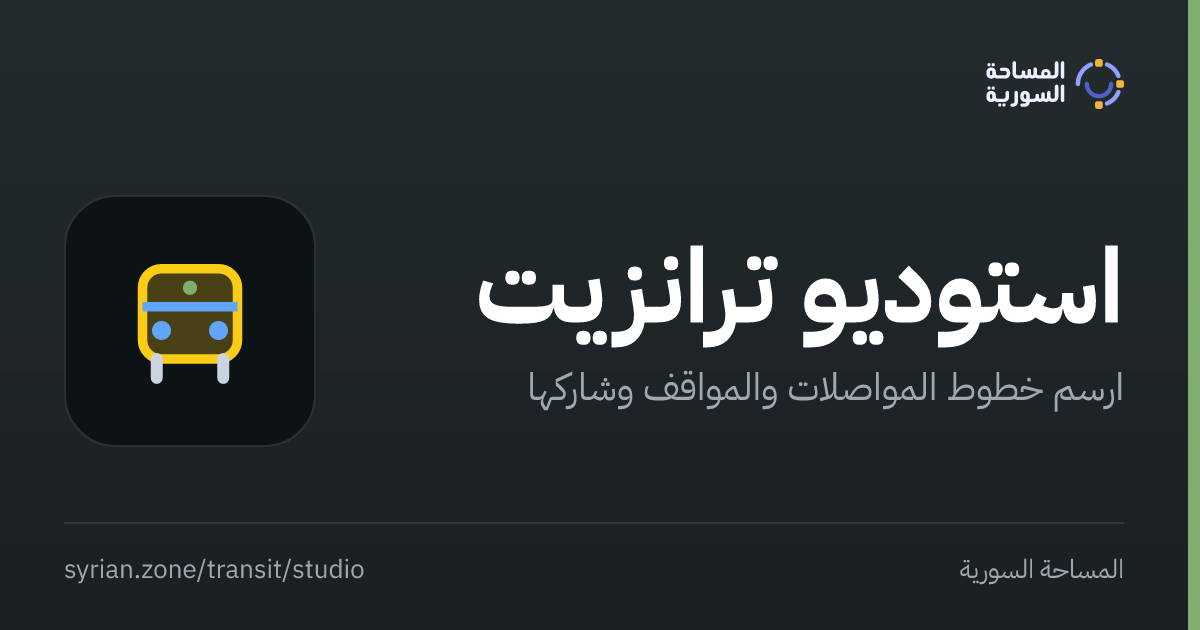 المساحة
السورية
استوديو ترانزيت
ارسم خطوط المواصلات والمواقف وشاركها
المساحة السورية
syrian.zone/transit/studio